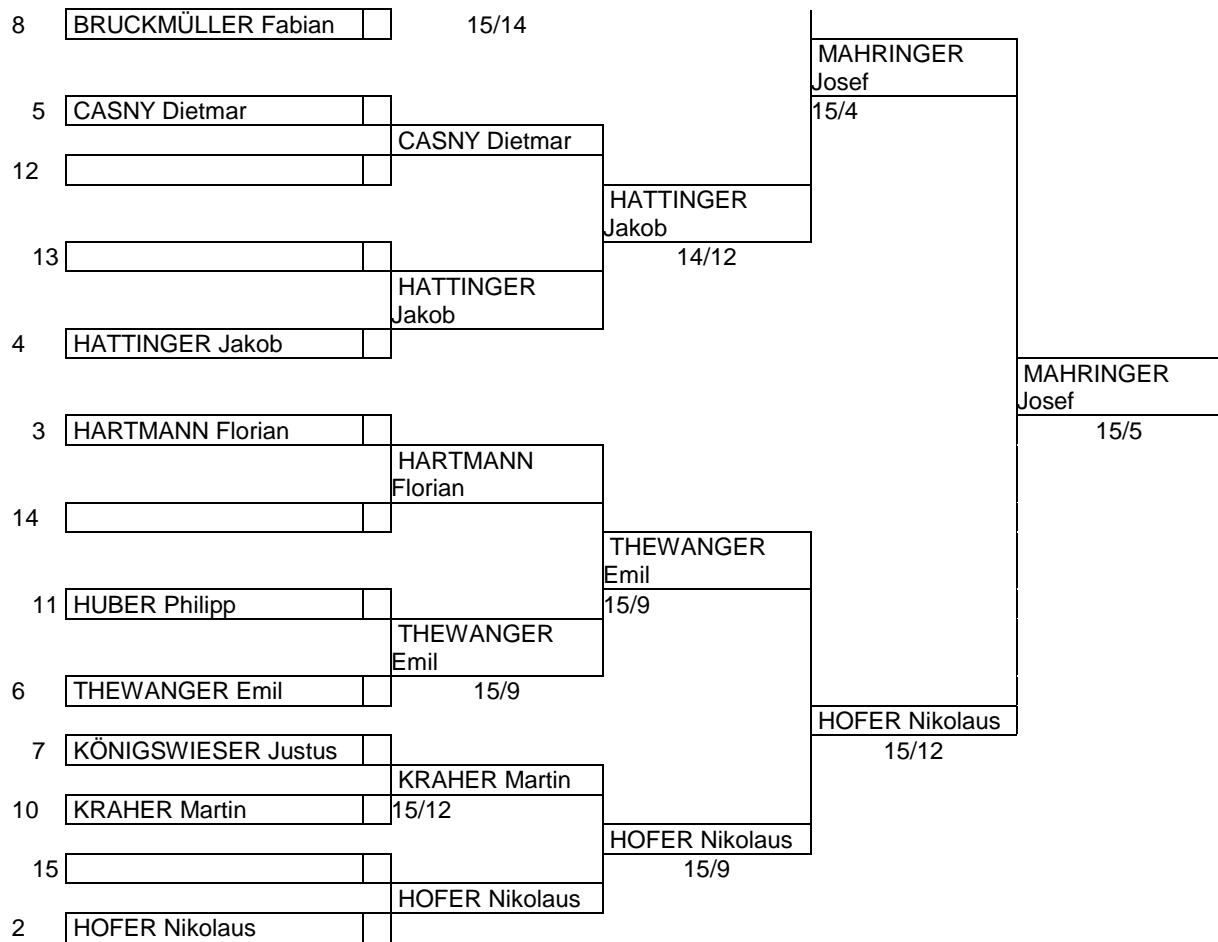 8 BRUCKMÜLLER Fabian 15/14
MAHRINGER
Josef
5 CASNY Dietmar 15/4
CASNY Dietmar
12
HATTINGER
Jakob
13 14/12
HATTINGER
Jakob
4 HATTINGER Jakob
MAHRINGER
Josef
3 HARTMANN Florian 15/5
HARTMANN
Florian
14
THEWANGER
Emil
11 HUBER Philipp 15/9
THEWANGER
Emil
6 THEWANGER Emil 15/9
HOFER Nikolaus
7 KÖNIGSWIESER Justus 15/12
KRAHER Martin
10 KRAHER Martin 15/12
HOFER Nikolaus
15 15/9
HOFER Nikolaus
2 HOFER Nikolaus